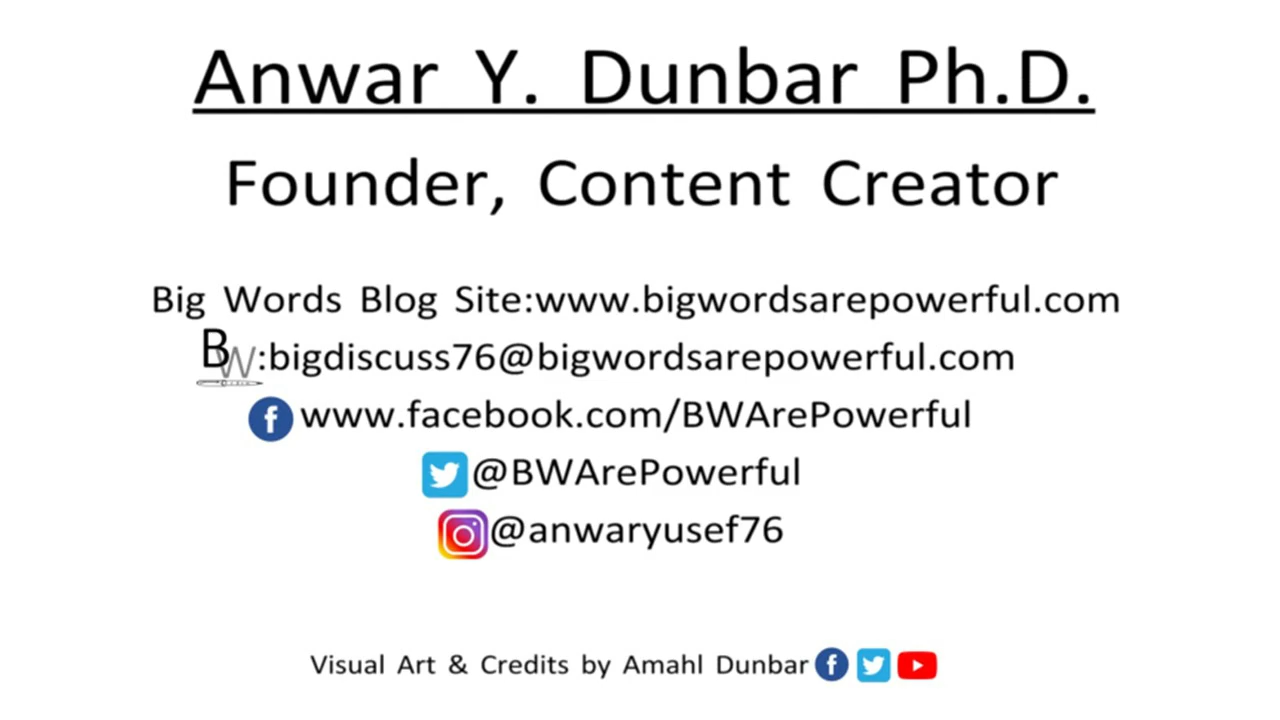 Anwar Y. Dunbar Ph.D.
Founder, Content Creator
Big Words Blog Site:www.bigwordsarepowerful.com
BW:bigdiscuss76@bigwordsarepowerful.com
www.facebook.com/BWArePowerful
@BWArePowerful
@anwaryusef76
Visual Art & Credits by Amahl Dunbar